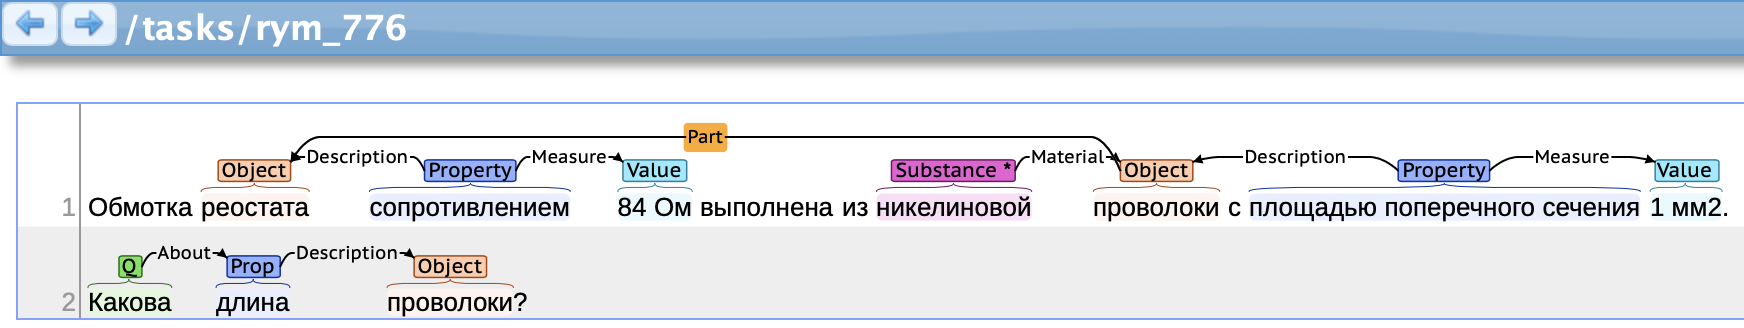 /tasks/rym_776
Part
Object Description Property Measure Value Substance * Material Object Description Property Measure Value
1 Обмотка реостата сопротивлением 84 Ом выполнена из никелиновой проволоки с площадью поперечного сечения 1 мм2.
Q About Prop Description Object
2 Какова длина проволоки?